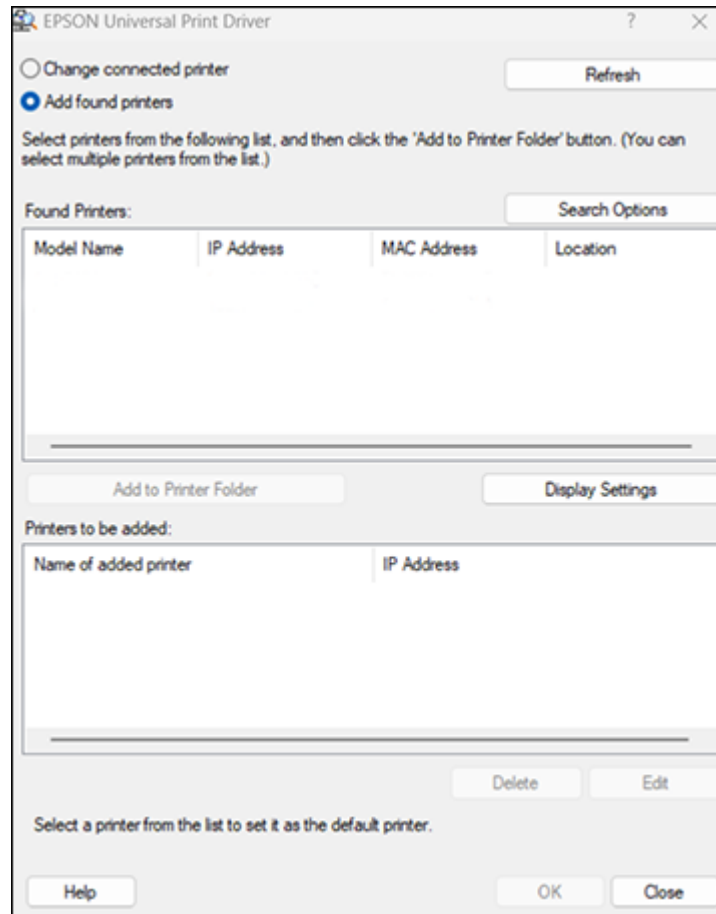 EPSON Universal Print Driver ?
Change connected printer
Refresh
Add found printers
Select printers from the following list, and then click the 'Add to Printer Folder' button. (You can
select multiple printers from the list.)
Found Printers:
Search Options
Model Name IP Address MAC Address Location
Add to Printer Folder
Display Settings
Printers to be added:
Name of added printer IP Address
Delete Edit
Select a printer from the list to set it as the default printer.
Help OK Close